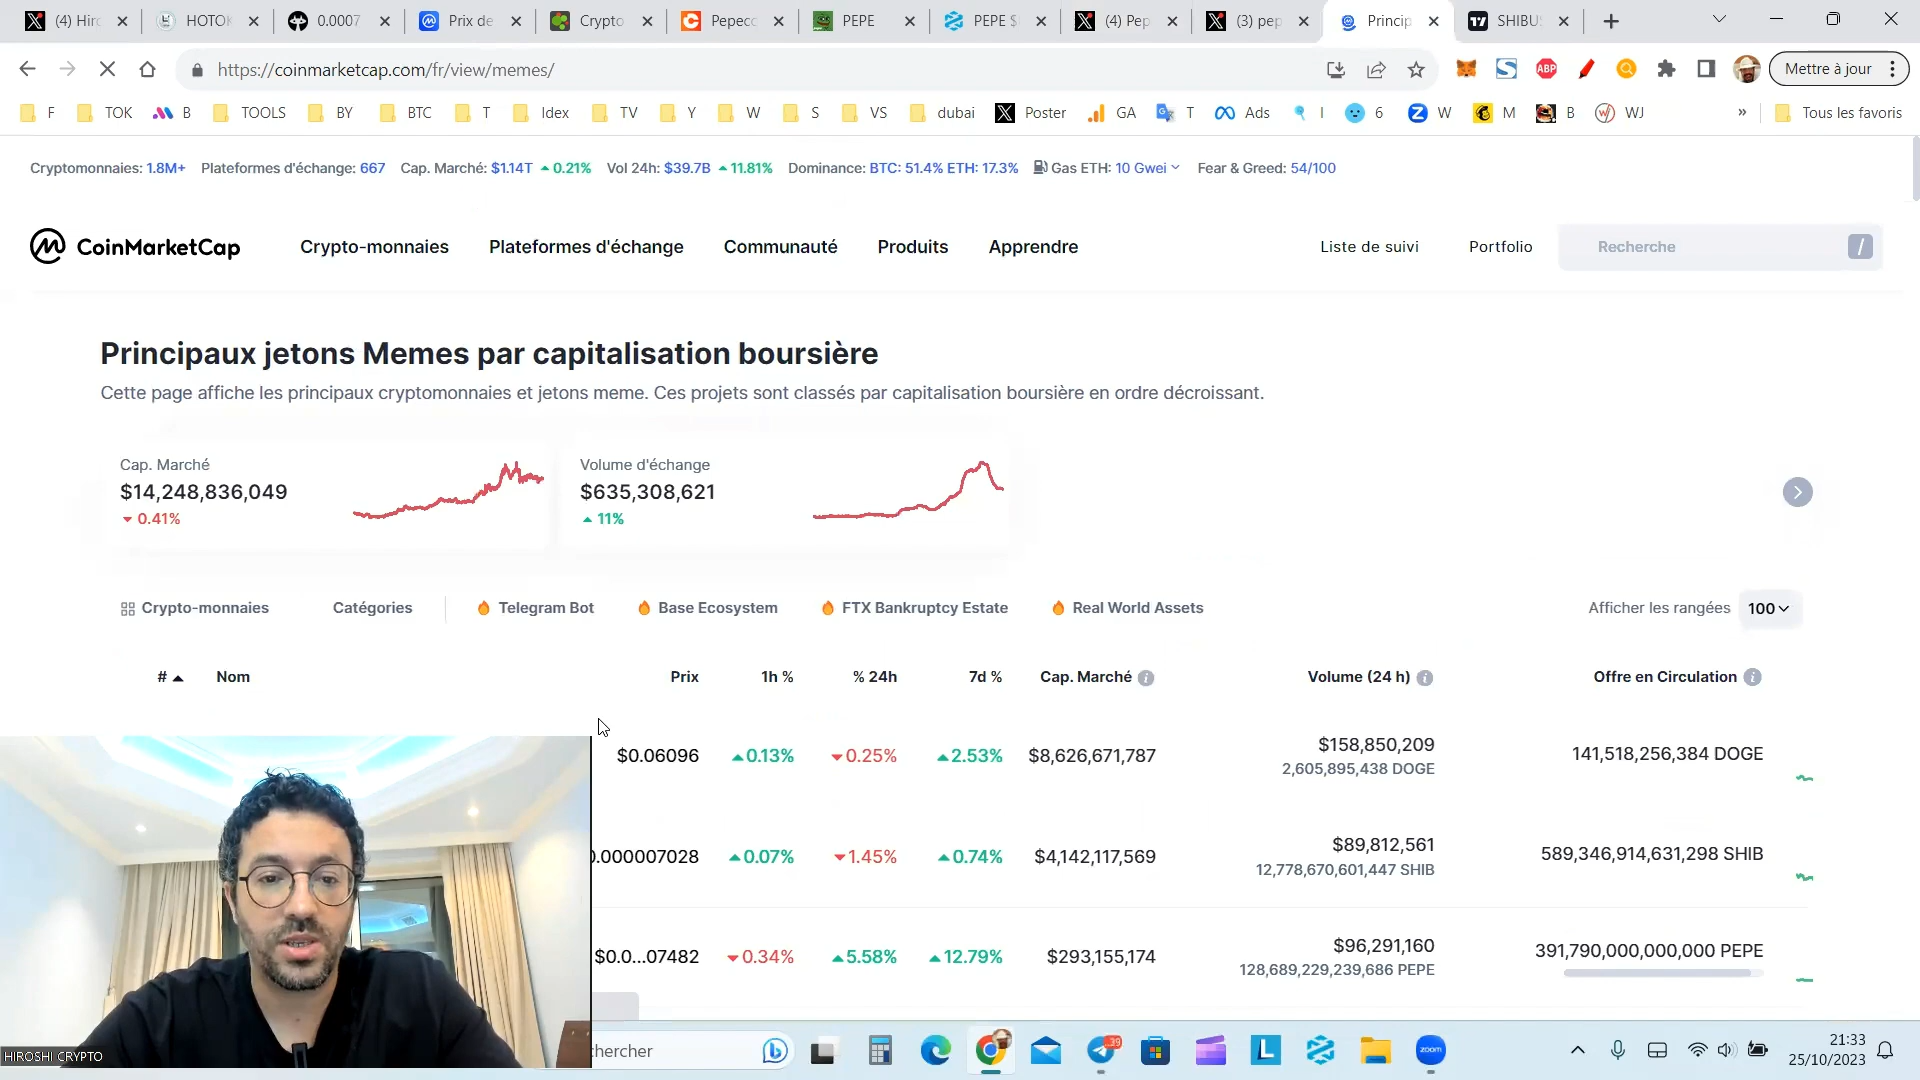 (4) Hiro
HOTOK
0.0007
Prix de
Crypto
Pepeco
PEPE
PEPE $
(4) Pep
(3) pep
Princip
SHIBU
https://coinmarketcap.com/fr/view/memes/
ABP
Mettre à jour
F
TOK
B
TOOLS
BY
BTC
T
Idex
TV
Y
W
S
VS
dubai
Poster
GA
T
Ads
I
6
W
M
B
WJ
»
Tous les favoris
Cryptomonnaies: 1.8M+ Plateformes d'échange: 667 Cap. Marché: $1.14T 0.21% Vol 24h: $39.7B 11.81% Dominance: BTC: 51.4% ETH: 17.3% Gas ETH: 10 Gwei Fear & Greed: 54/100
CoinMarketCap
Crypto-monnaies
Plateformes d'échange
Communauté
Produits
Apprendre
Liste de suivi
Portfolio
Recherche
/
Principaux jetons Memes par capitalisation boursière
Cette page affiche les principaux cryptomonnaies et jetons meme. Ces projets sont classés par capitalisation boursière en ordre décroissant.
Cap. Marché
$14,248,836,049
0.41%
Volume d'échange
$635,308,621
11%
Crypto-monnaies
Catégories
Telegram Bot
Base Ecosystem
FTX Bankruptcy Estate
Real World Assets
Afficher les rangées
100
# Nom Prix 1h % % 24h 7d % Cap. Marché Volume (24 h) Offre en Circulation
$0.06096 0.13% 0.25% 2.53% $8,626,671,787 $158,850,209 141,518,256,384 DOGE
2,605,895,438 DOGE
0.000007028 0.07% 1.45% 0.74% $4,142,117,569 $89,812,561 589,346,914,631,298 SHIB
12,778,670,601,447 SHIB
$0.0...07482 0.34% 5.58% 12.79% $293,155,174 $96,291,160 391,790,000,000,000 PEPE
128,689,229,239,686 PEPE
HIROSHI CRYPTO
chercher
39
zoom
21:33
25/10/2023